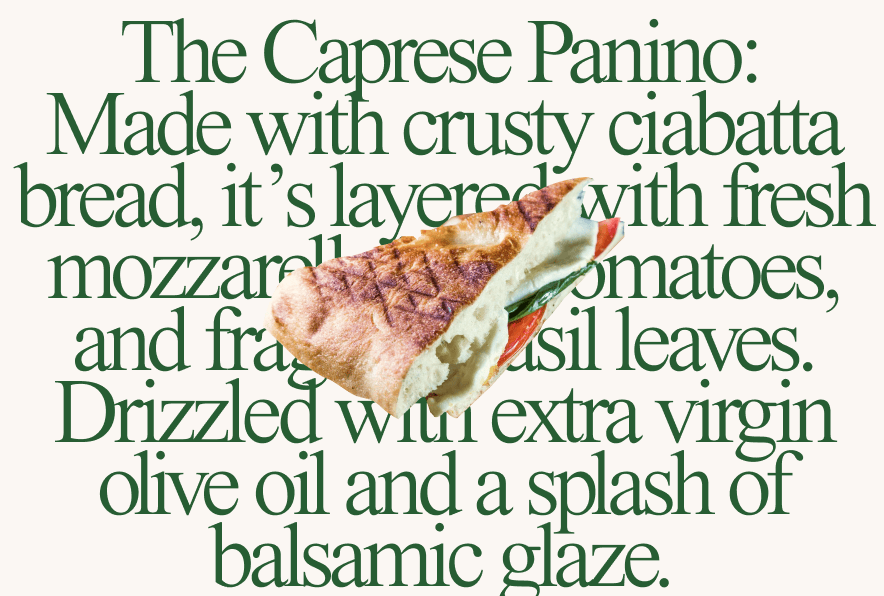 The Caprese Panino:
Made with crusty ciabatta
bread, it’s layered with fresh
omatoes,
and leaves.
Drizzled with extra virgin
olive oil and a splash of
balsamic glaze.